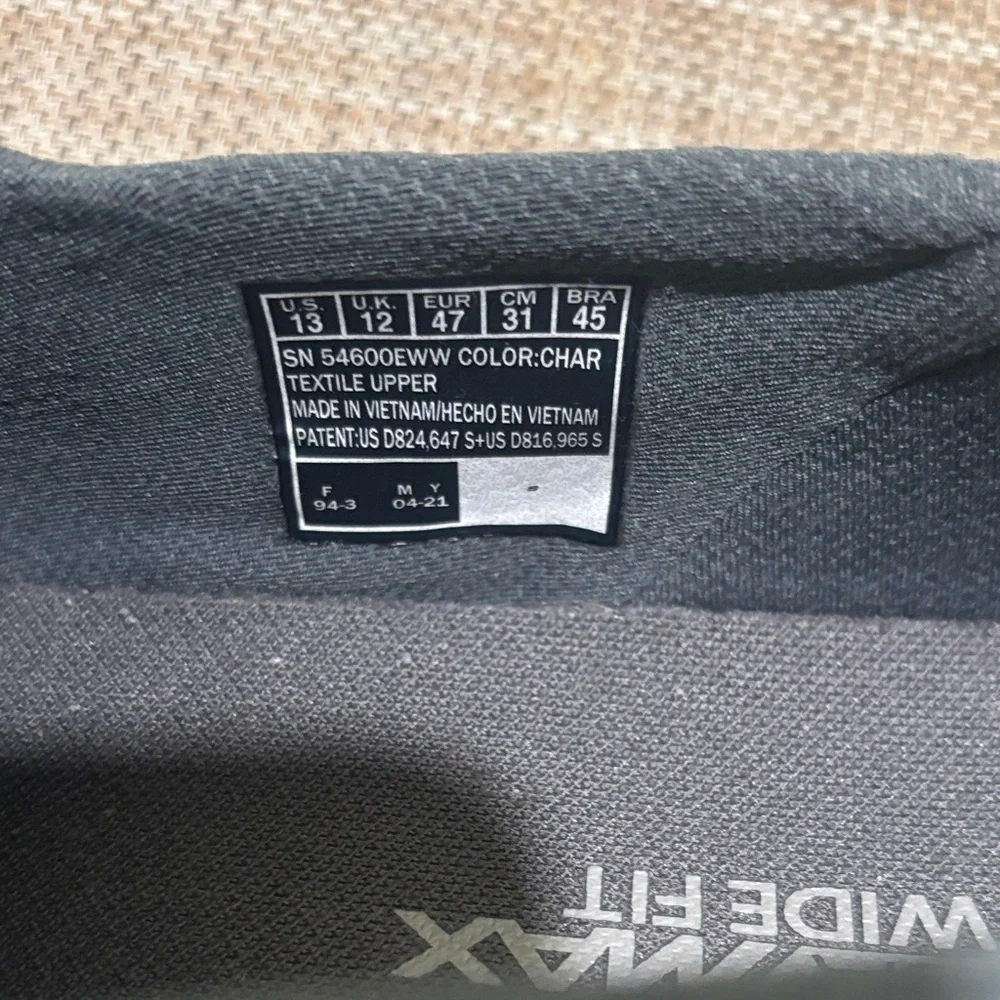 U.S. U.K. EUR CM BRA
13 12 47 31 45
SN 54600EWW COLOR:CHAR
TEXTILE UPPER
MADE IN VIETNAM/HECHO EN VIETNAM
PATENT:US D824,647 S+US D816,965 S
F M Y
94-3 04-21
WIDE FIT